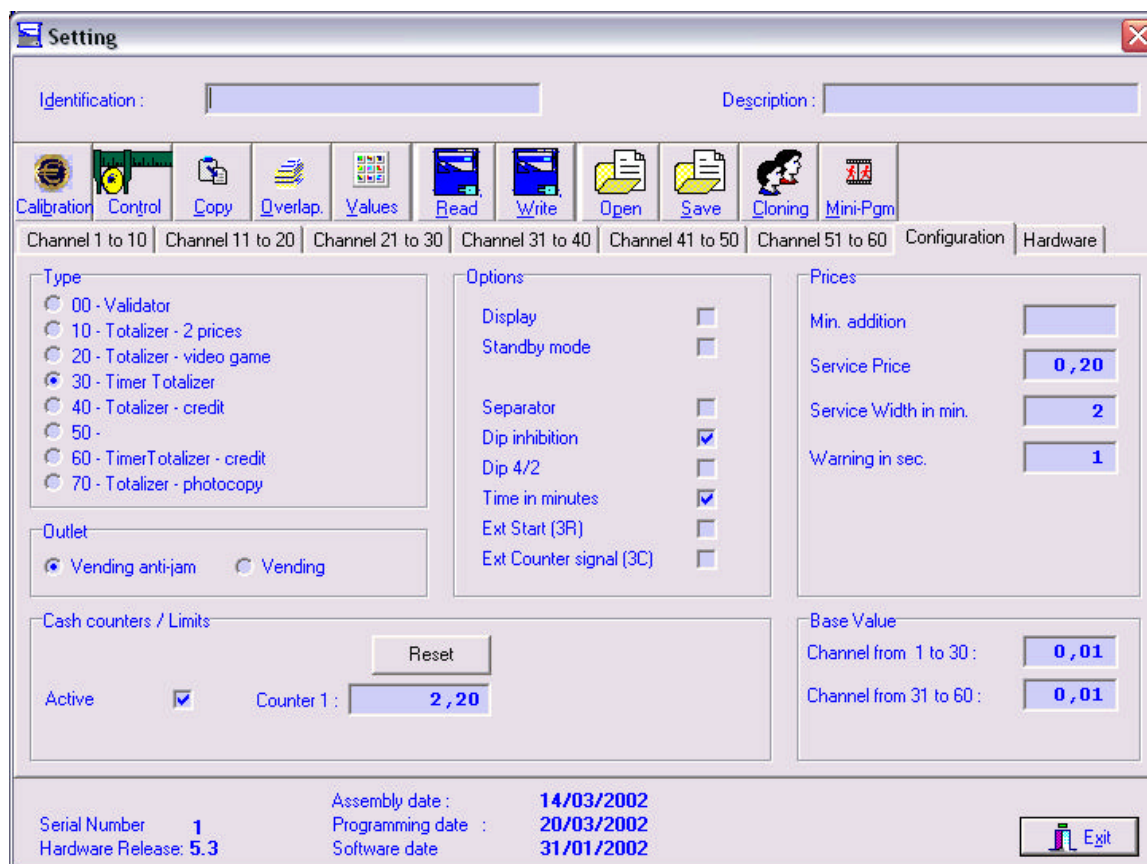 Setting
Identification :
Description :
Calibration Control Copy Overlap. Values Read Write Open Save Cloning Mini-Pgm
Channel 1 to 10 Channel 11 to 20 Channel 21 to 30 Channel 31 to 40 Channel 41 to 50 Channel 51 to 60 Configuration Hardware
Type
00 - Validator
10 - Totalizer - 2 prices
20 - Totalizer - video game
30 - Timer Totalizer
40 - Totalizer - credit
50 -
60 - TimerTotalizer - credit
70 - Totalizer - photocopy
Outlet
Vending anti-jam Vending
Options
Display
Standby mode
Separator
Dip inhibition
Dip 4/2
Time in minutes
Ext Start (3R)
Ext Counter signal (3C)
Prices
Min. addition
Service Price 0,20
Service Width in min. 2
Warning in sec. 1
Cash counters / Limits
Reset
Active Counter 1 : 2,20
Base Value
Channel from 1 to 30 : 0,01
Channel from 31 to 60 : 0,01
Serial Number 1
Hardware Release: 5.3
Assembly date : 14/03/2002
Programming date : 20/03/2002
Software date 31/01/2002
Exit